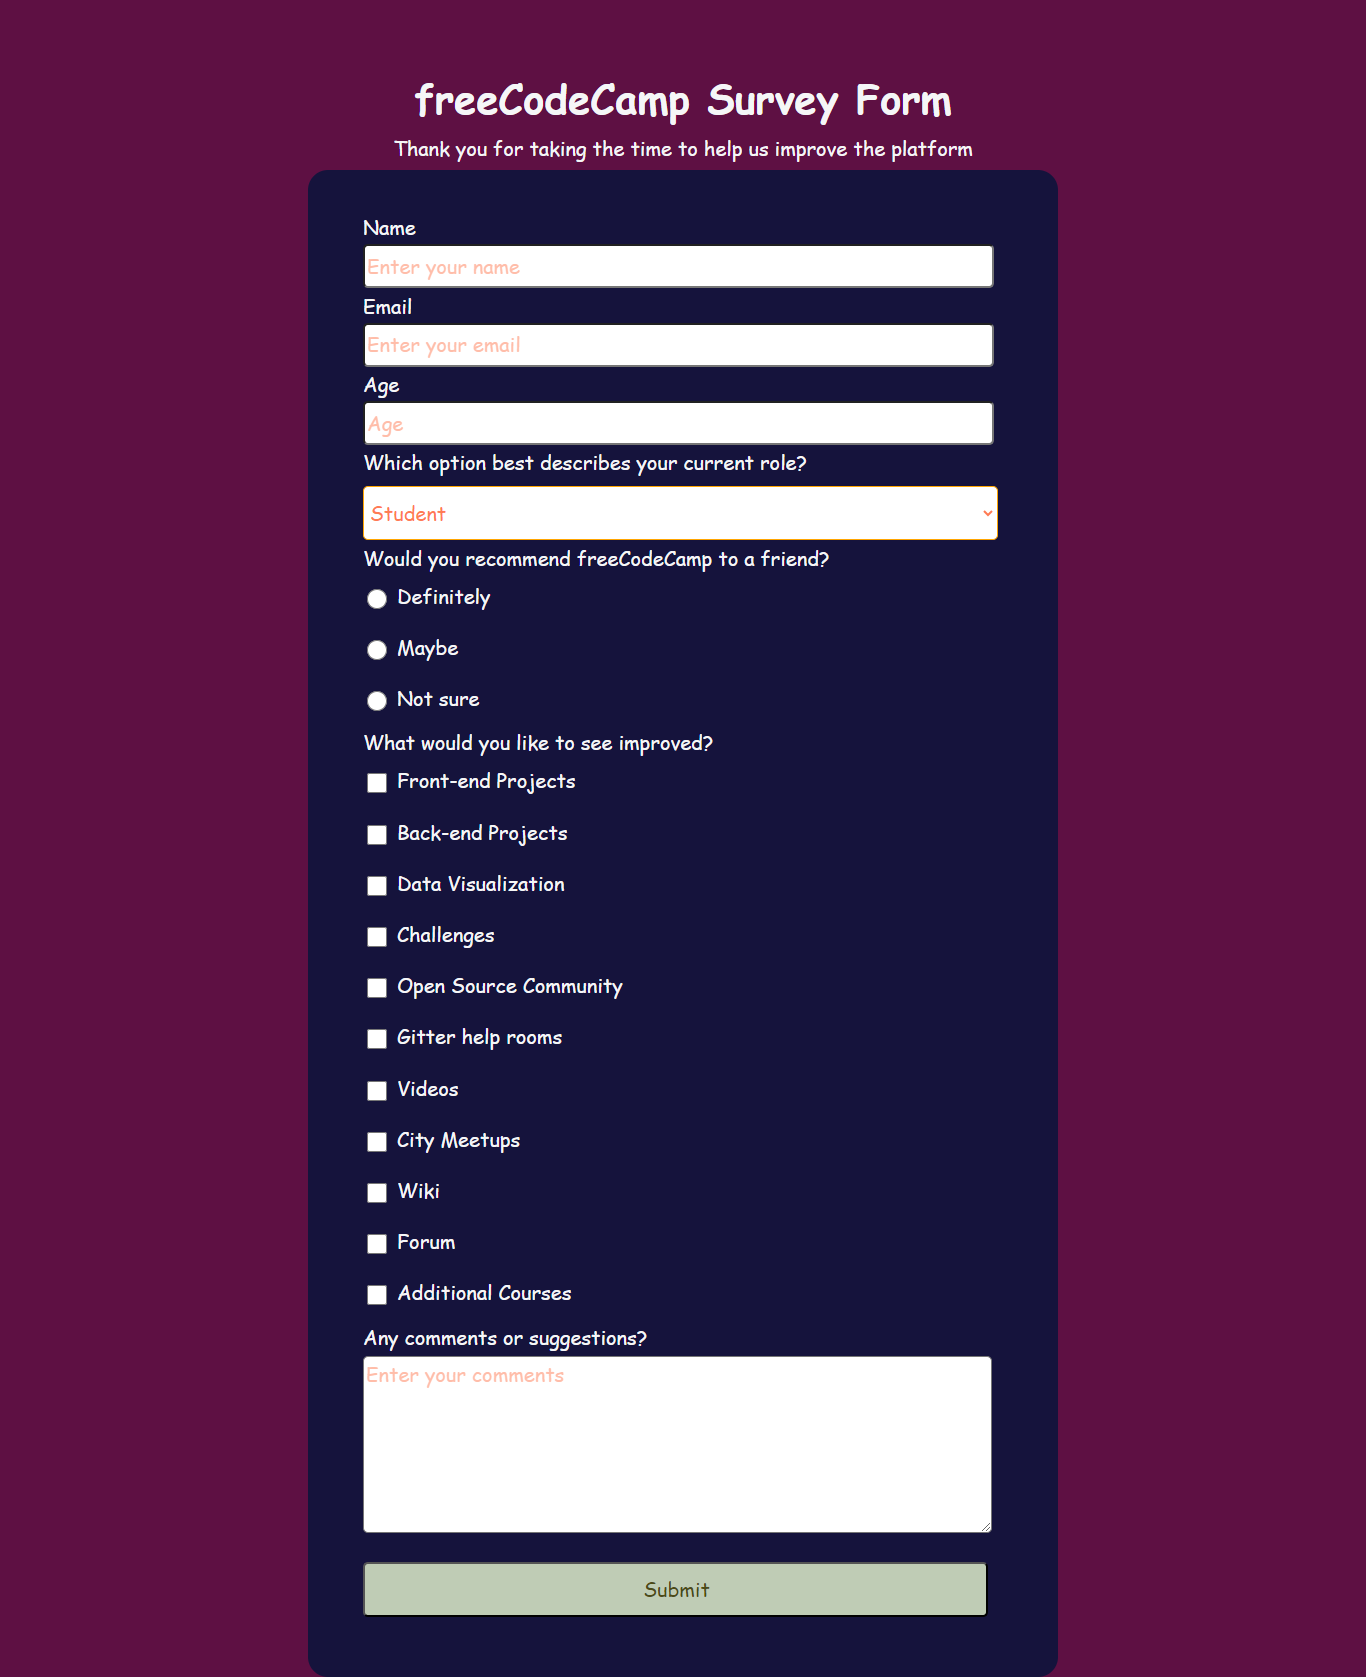 freeCodeCamp Survey Form
Thank you for taking the time to help us improve the platform
Name
Enter your name
Email
Enter your email
Age
Age
Which option best describes your current role?
Student
Would you recommend freeCodeCamp to a friend?
Definitely
Maybe
Not sure
What would you like to see improved?
Front-end Projects
Back-end Projects
Data Visualization
Challenges
Open Source Community
Gitter help rooms
Videos
City Meetups
Wiki
Forum
Additional Courses
Any comments or suggestions?
Enter your comments
Submit